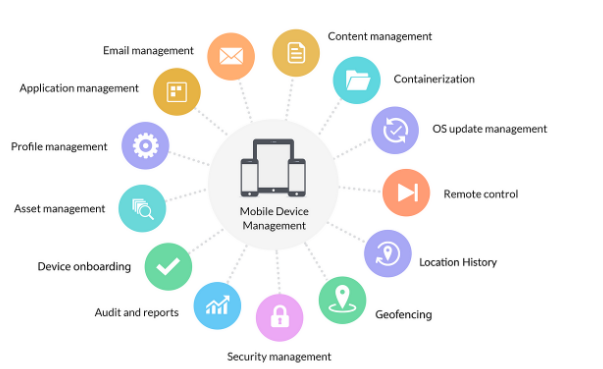 Content management
Email management
Containerization
Application management
OS update management
Profile management
Remote control
Mobile Device
Management
Asset management
Location History
Device onboarding
Geofencing
Audit and reports
Security management